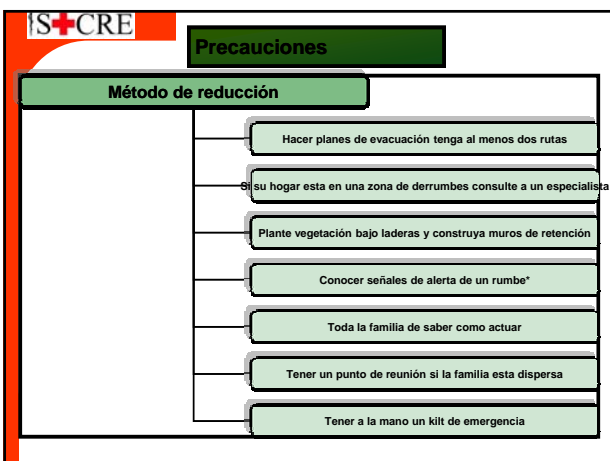 S+CRE
Precauciones
Método de reducción
Hacer planes de evacuación tenga al menos dos rutas
Si su hogar esta en una zona de derrumbes consulte a un especialista
Plante vegetación bajo laderas y construya muros de retención
Conocer señales de alerta de un rumbe*
Toda la familia de saber como actuar
Tener un punto de reunión si la familia esta dispersa
Tener a la mano un kilt de emergencia